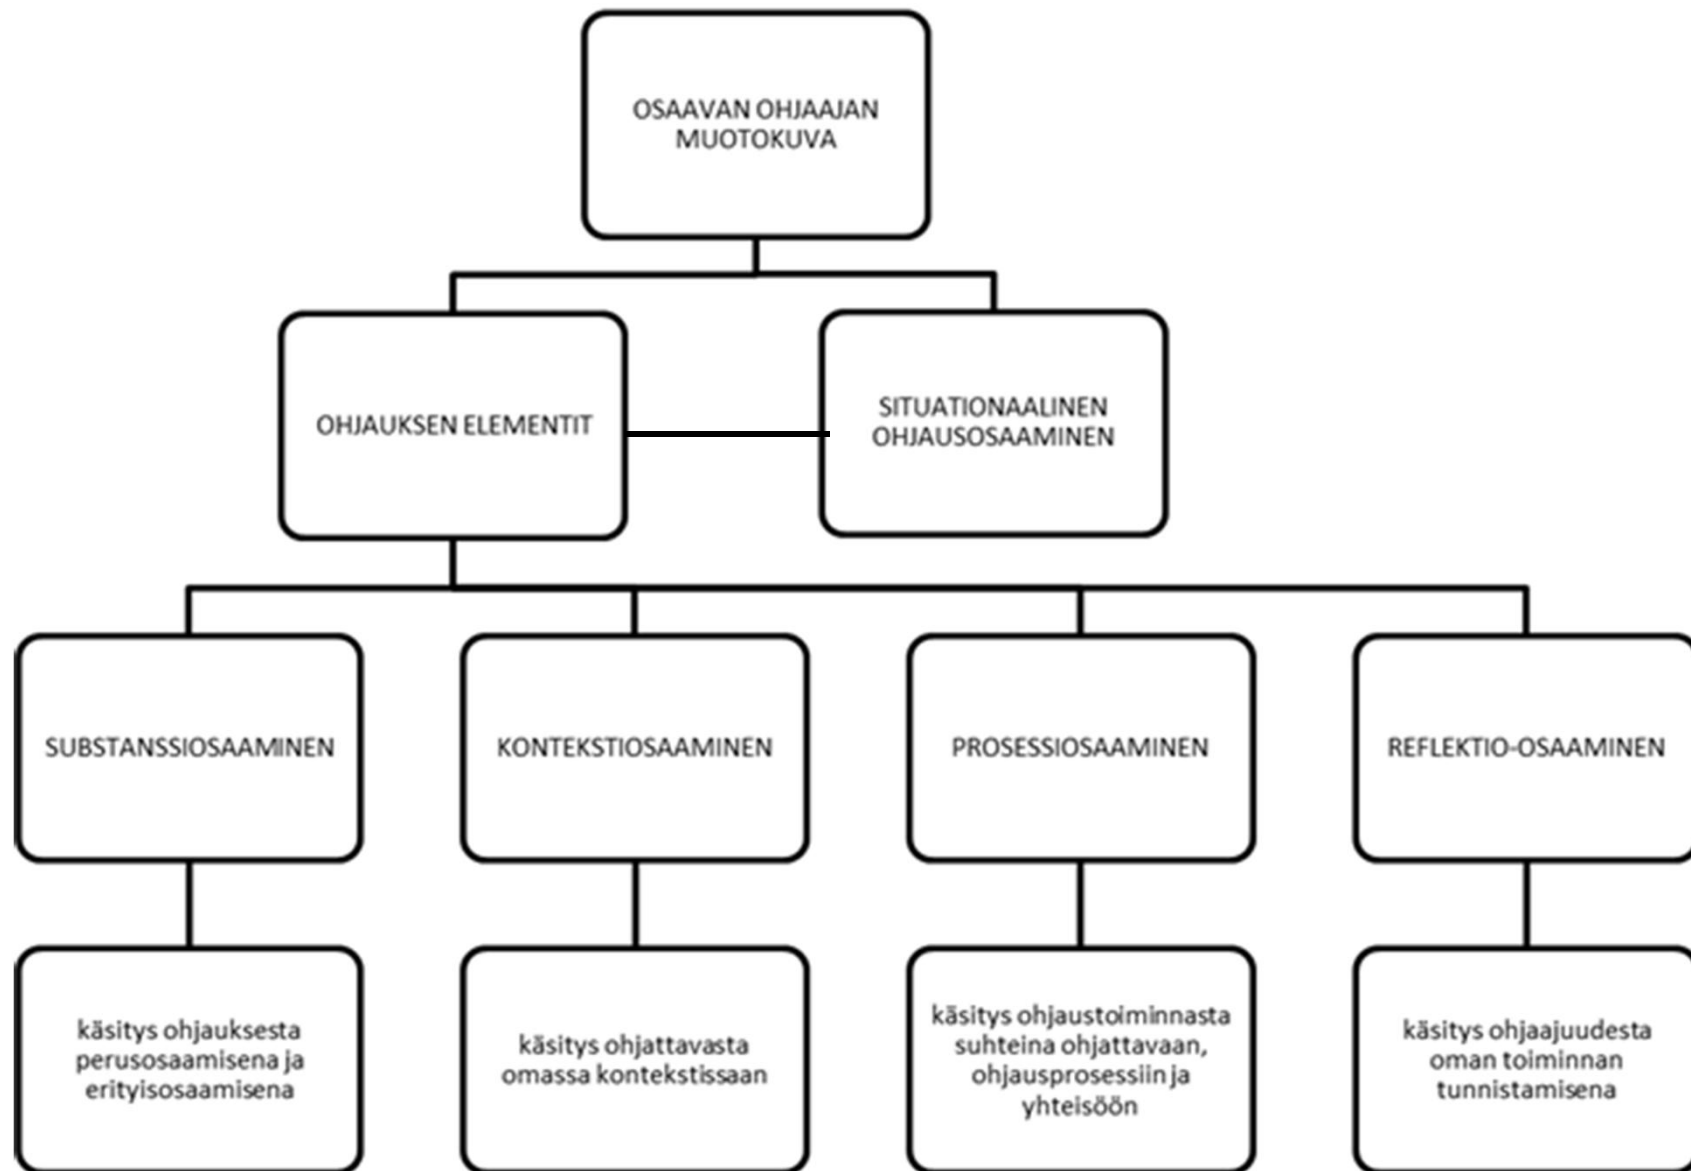 OSAAVAN OHJAAJAN
MUOTOKUVA
OHJAUKSEN ELEMENTIT
SITUATIONAALINEN
OHJAUSOSAAMINEN
SUBSTANSSIOSAAMINEN
KONTEKSTIOSAAMINEN
PROSESSIOSAAMINEN
REFLEKTIO-OSAAMINEN
käsitys ohjauksesta
perusosaamisena ja
erityisosaamisena
käsitys ohjattavasta
omassa kontekstissaan
käsitys ohjaustoiminnasta
suhteina ohjattavaan,
ohjausprosessiin ja
yhteisöön
käsitys ohjaajuudesta
oman toiminnan
tunnistamisena